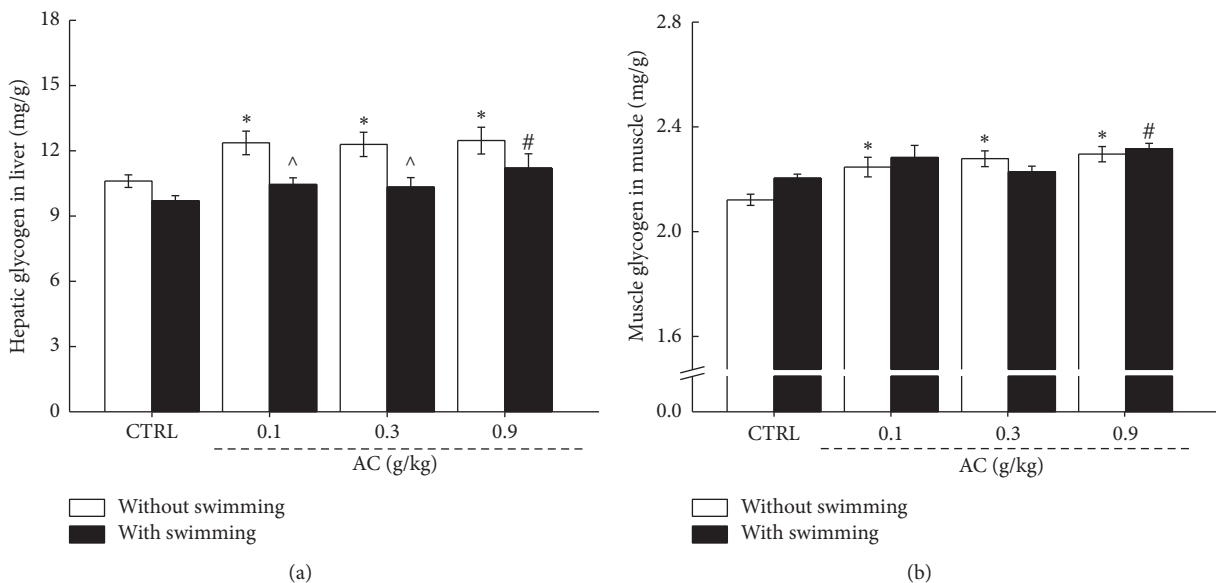 Hepatic glycogen in liver (mg/g)
18
15
12
9
6
3
0
* * *
^ ^ #
CTRL 0.1 0.3 0.9
AC (g/kg)
Without swimming
With swimming
(a)
Muscle glycogen in muscle (mg/g)
2.8
2.4
2.0
1.6
0.0
* * * #
CTRL 0.1 0.3 0.9
AC (g/kg)
Without swimming
With swimming
(b)